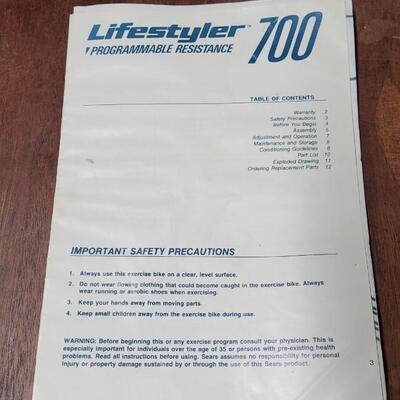 Lifestyler™ 700
PROGRAMMABLE RESISTANCE
TABLE OF CONTENTS
Warranty 2
Safety Precautions 3
Before You Begin 4
Assembly 5
Adjustment and Operation 7
Maintenance and Storage 8
Conditioning Guidelines 8
Part List 10
Exploded Drawing 11
Ordering Replacement Parts 12
IMPORTANT SAFETY PRECAUTIONS
1. Always use this exercise bike on a clear, level surface.
2. Do not wear flowing clothing that could become caught in the exercise bike. Always
wear running or aerobic shoes when exercising.
3. Keep your hands away from moving parts.
4. Keep small children away from the exercise bike during use.
WARNING: Before beginning this or any exercise program consult your physician. This is
especially important for individuals over the age of 35 or persons with pre-existing health
problems. Read all instructions before using. Sears assumes no responsibility for personal
injury or property damage sustained by or through the use of this Sears product.
3